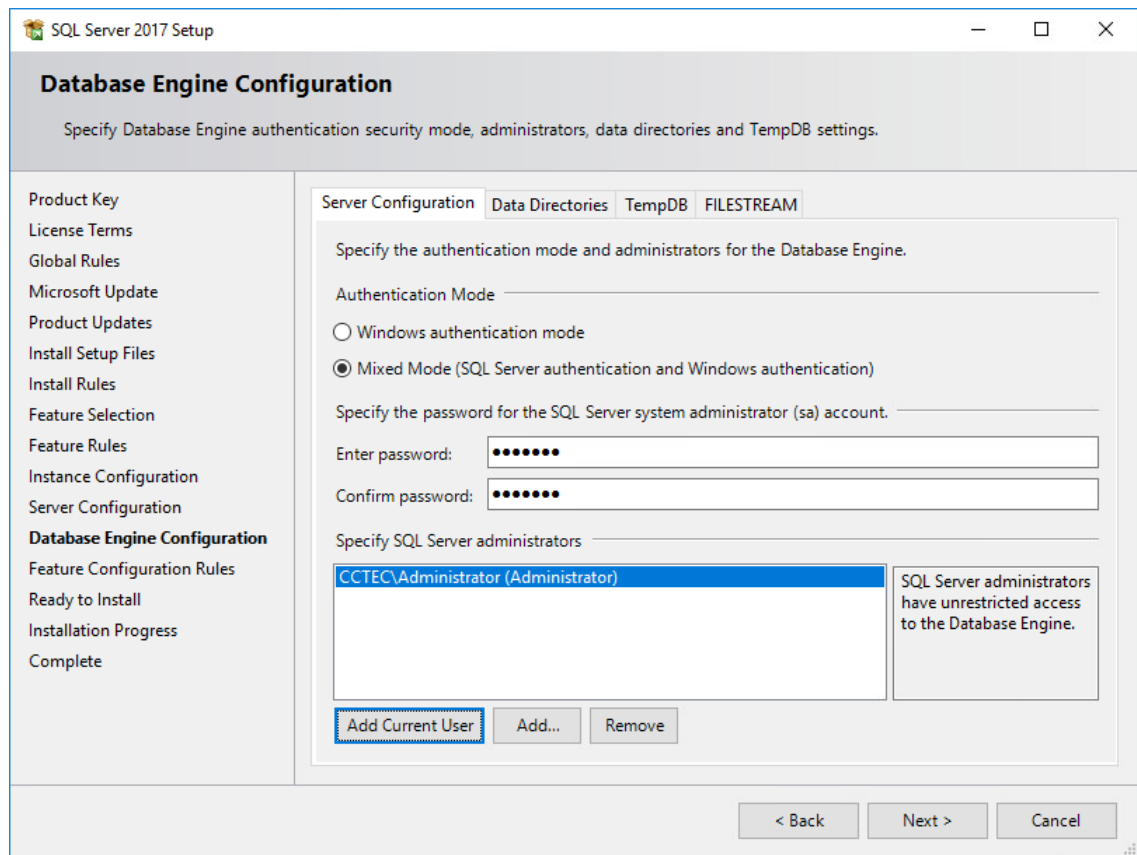 SQL Server 2017 Setup
Database Engine Configuration
Specify Database Engine authentication security mode, administrators, data directories and TempDB settings.
Product Key
License Terms
Global Rules
Microsoft Update
Product Updates
Install Setup Files
Install Rules
Feature Selection
Feature Rules
Instance Configuration
Server Configuration
Database Engine Configuration
Feature Configuration Rules
Ready to Install
Installation Progress
Complete
Server Configuration Data Directories TempDB FILESTREAM
Specify the authentication mode and administrators for the Database Engine.
Authentication Mode
Windows authentication mode
Mixed Mode (SQL Server authentication and Windows authentication)
Specify the password for the SQL Server system administrator (sa) account.
Enter password: •••••••
Confirm password: •••••••
Specify SQL Server administrators
CCTEC\Administrator (Administrator)
SQL Server administrators
have unrestricted access
to the Database Engine.
Add Current User Add... Remove
< Back Next > Cancel